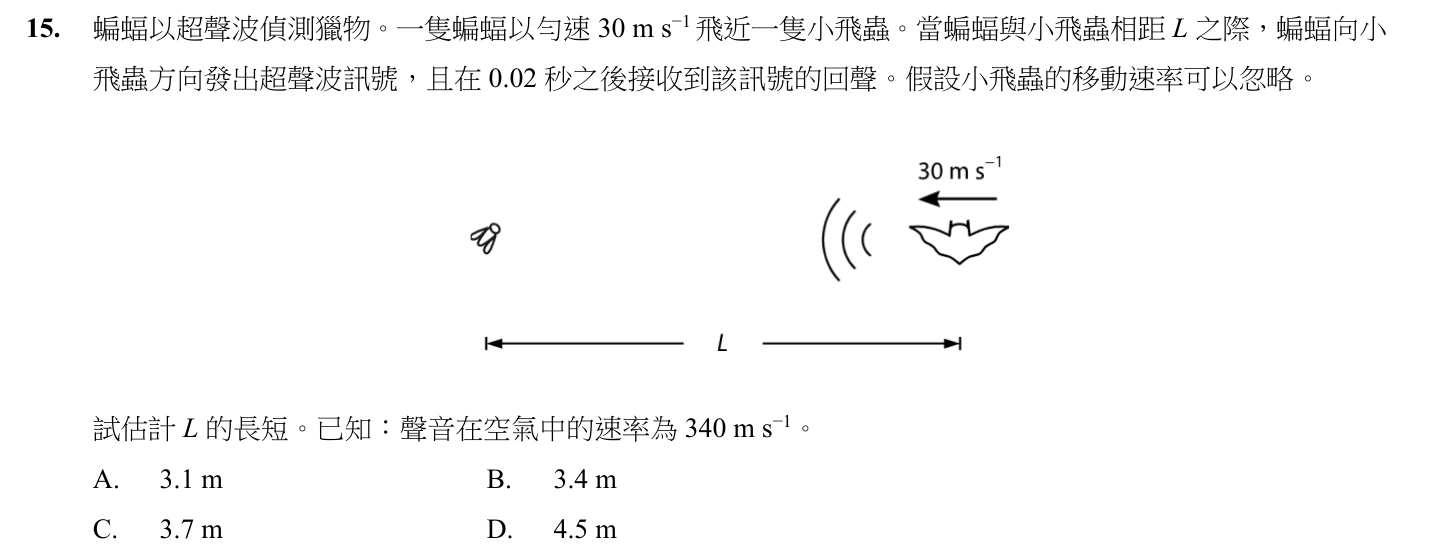 15. 蝙蝠以超聲波偵測獵物。一隻蝙蝠以勻速 30 m s⁻¹ 飛近一隻小飛蟲。當蝙蝠與小飛蟲相距 L 之際，蝙蝠向小
飛蟲方向發出超聲波訊號，且在 0.02 秒之後接收到該訊號的回聲。假設小飛蟲的移動速率可以忽略。
30 m s⁻¹
L
試估計 L 的長短。已知：聲音在空氣中的速率為 340 m s⁻¹。
A. 3.1 m B. 3.4 m
C. 3.7 m D. 4.5 m